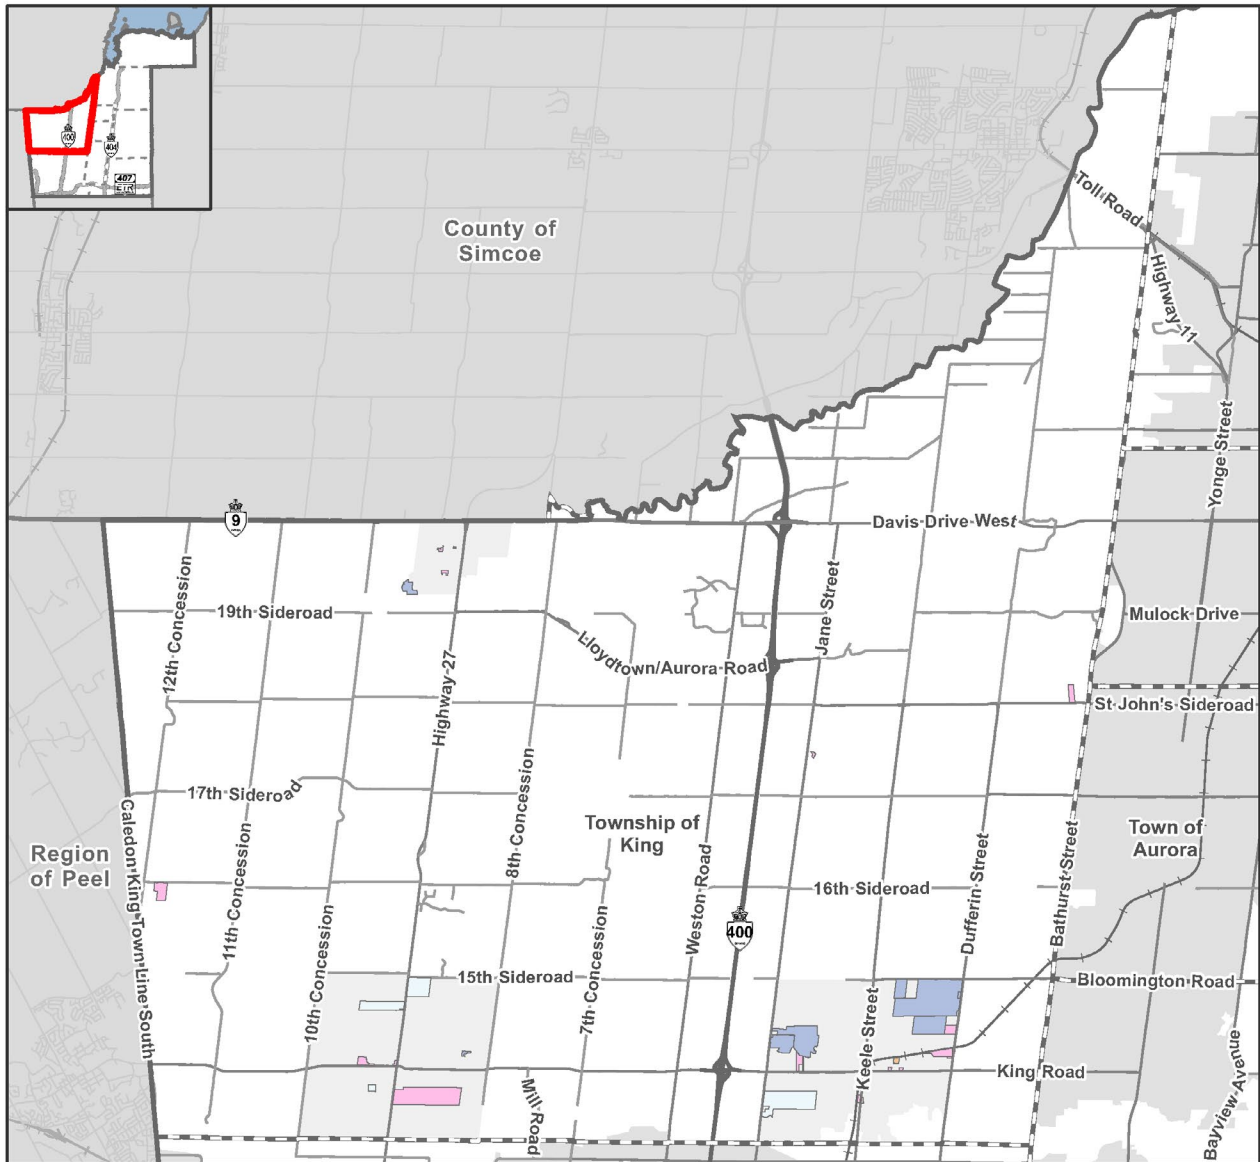 400
404
407
ETR
County of
Simcoe
Toll Road
Highway 11
Yonge Street
9
Davis Drive West
12th Concession
19th Sideroad
Lloydtown/Aurora Road
Jane Street
Mulock Drive
Highway 27
St John's Sideroad
17th Sideroad
8th Concession
Township of
King
Town of
Aurora
Region
of Peel
Caledon King Town Line South
11th Concession
10th Concession
7th Concession
Weston Road
16th Sideroad
Dufferin Street
Bathurst Street
400
15th Sideroad
Bloomington Road
Keele Street
King Road
Mill Road
Bayview Avenue